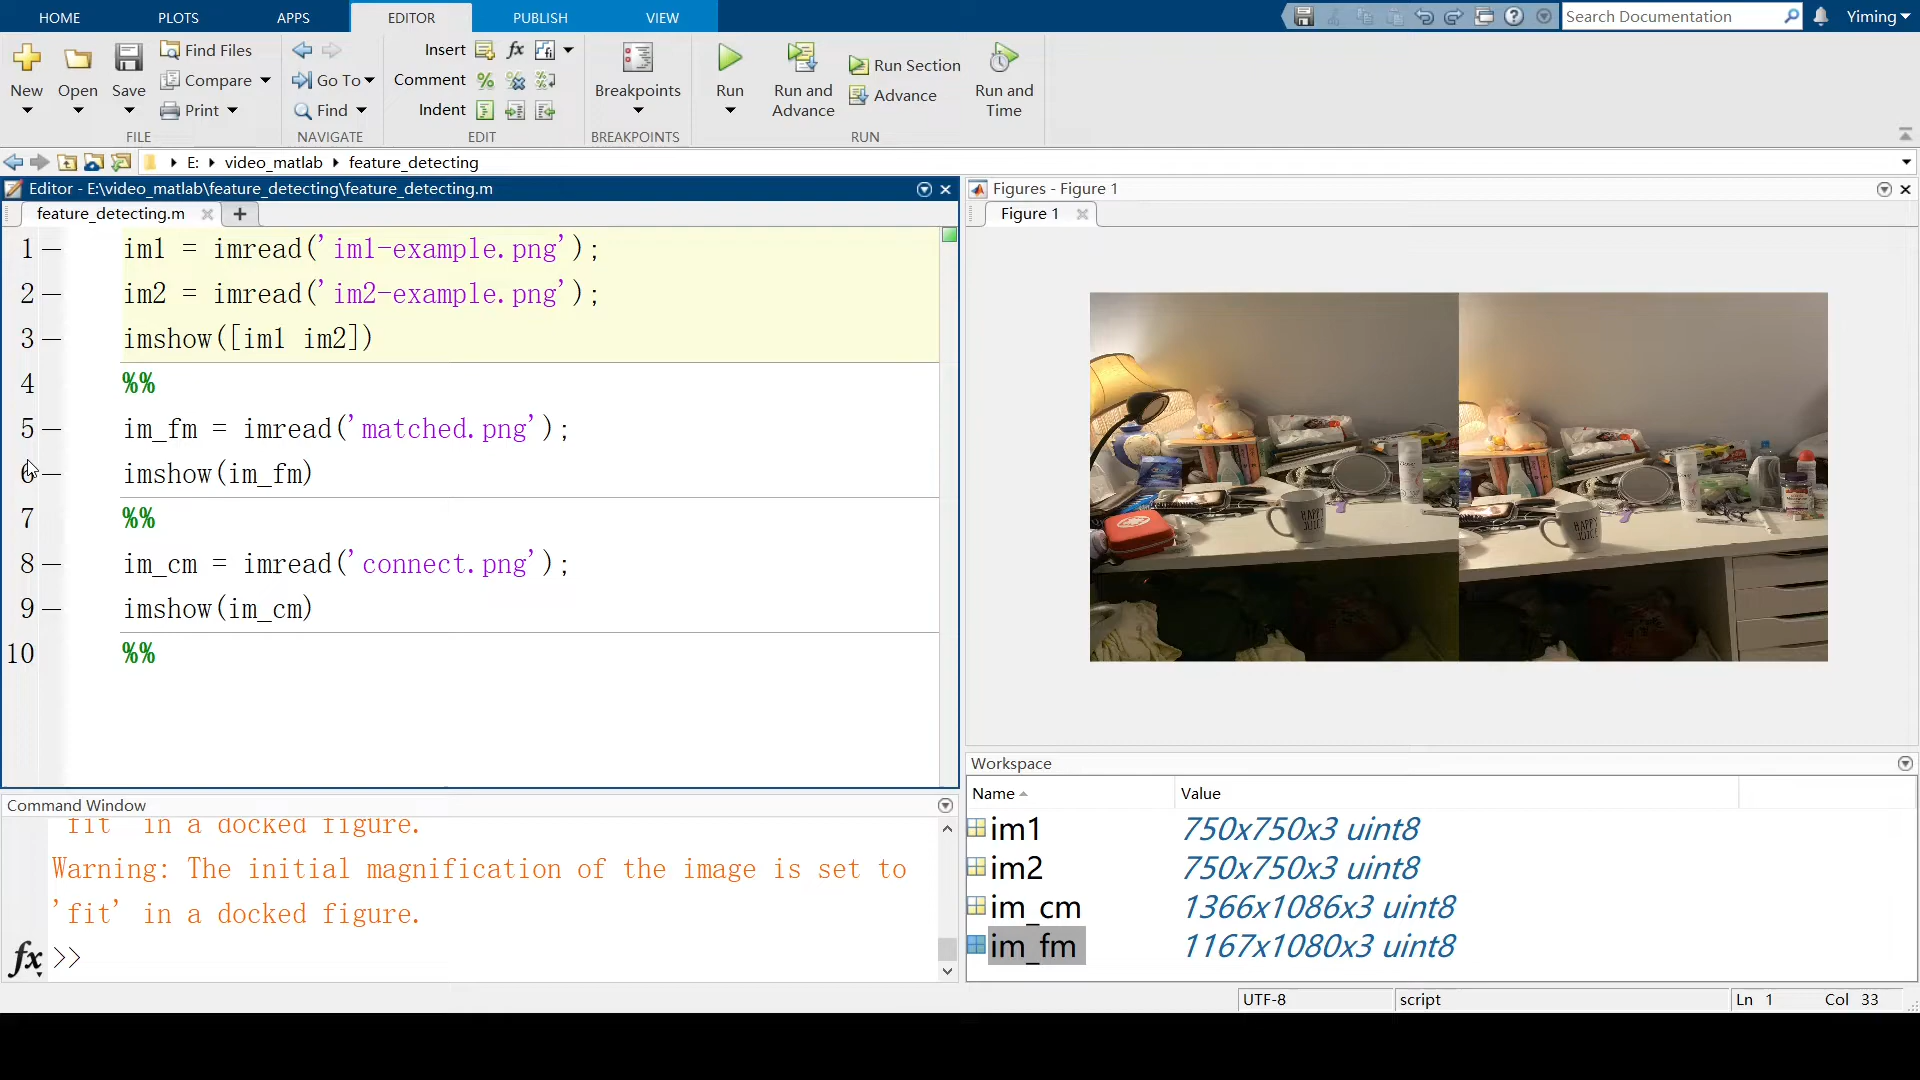 HOME PLOTS APPS EDITOR PUBLISH VIEW Search Documentation Yiming
Find Files Insert fx Run Section
New Open Save Compare Go To Comment Breakpoints Run Run and Advance Run and Time
Print Find Indent Advance
FILE NAVIGATE EDIT BREAKPOINTS RUN
E: video_matlab feature_detecting
Editor - E:\video_matlab\feature_detecting\feature_detecting.m
feature_detecting.m
1 im1 = imread('im1-example.png');
2 im2 = imread('im2-example.png');
3 imshow([im1 im2])
4 %%
5 im_fm = imread('matched.png');
6 imshow(im_fm)
7 %%
8 im_cm = imread('connect.png');
9 imshow(im_cm)
10 %%
Figures - Figure 1
Figure 1
HAPPY JUICE
HAPPY JUICE
Command Window
'fit' in a docked figure.
Warning: The initial magnification of the image is set to
'fit' in a docked figure.
fx >>
Workspace
Name Value
im1 750x750x3 uint8
im2 750x750x3 uint8
im_cm 1366x1086x3 uint8
im_fm 1167x1080x3 uint8
UTF-8 script Ln 1 Col 33